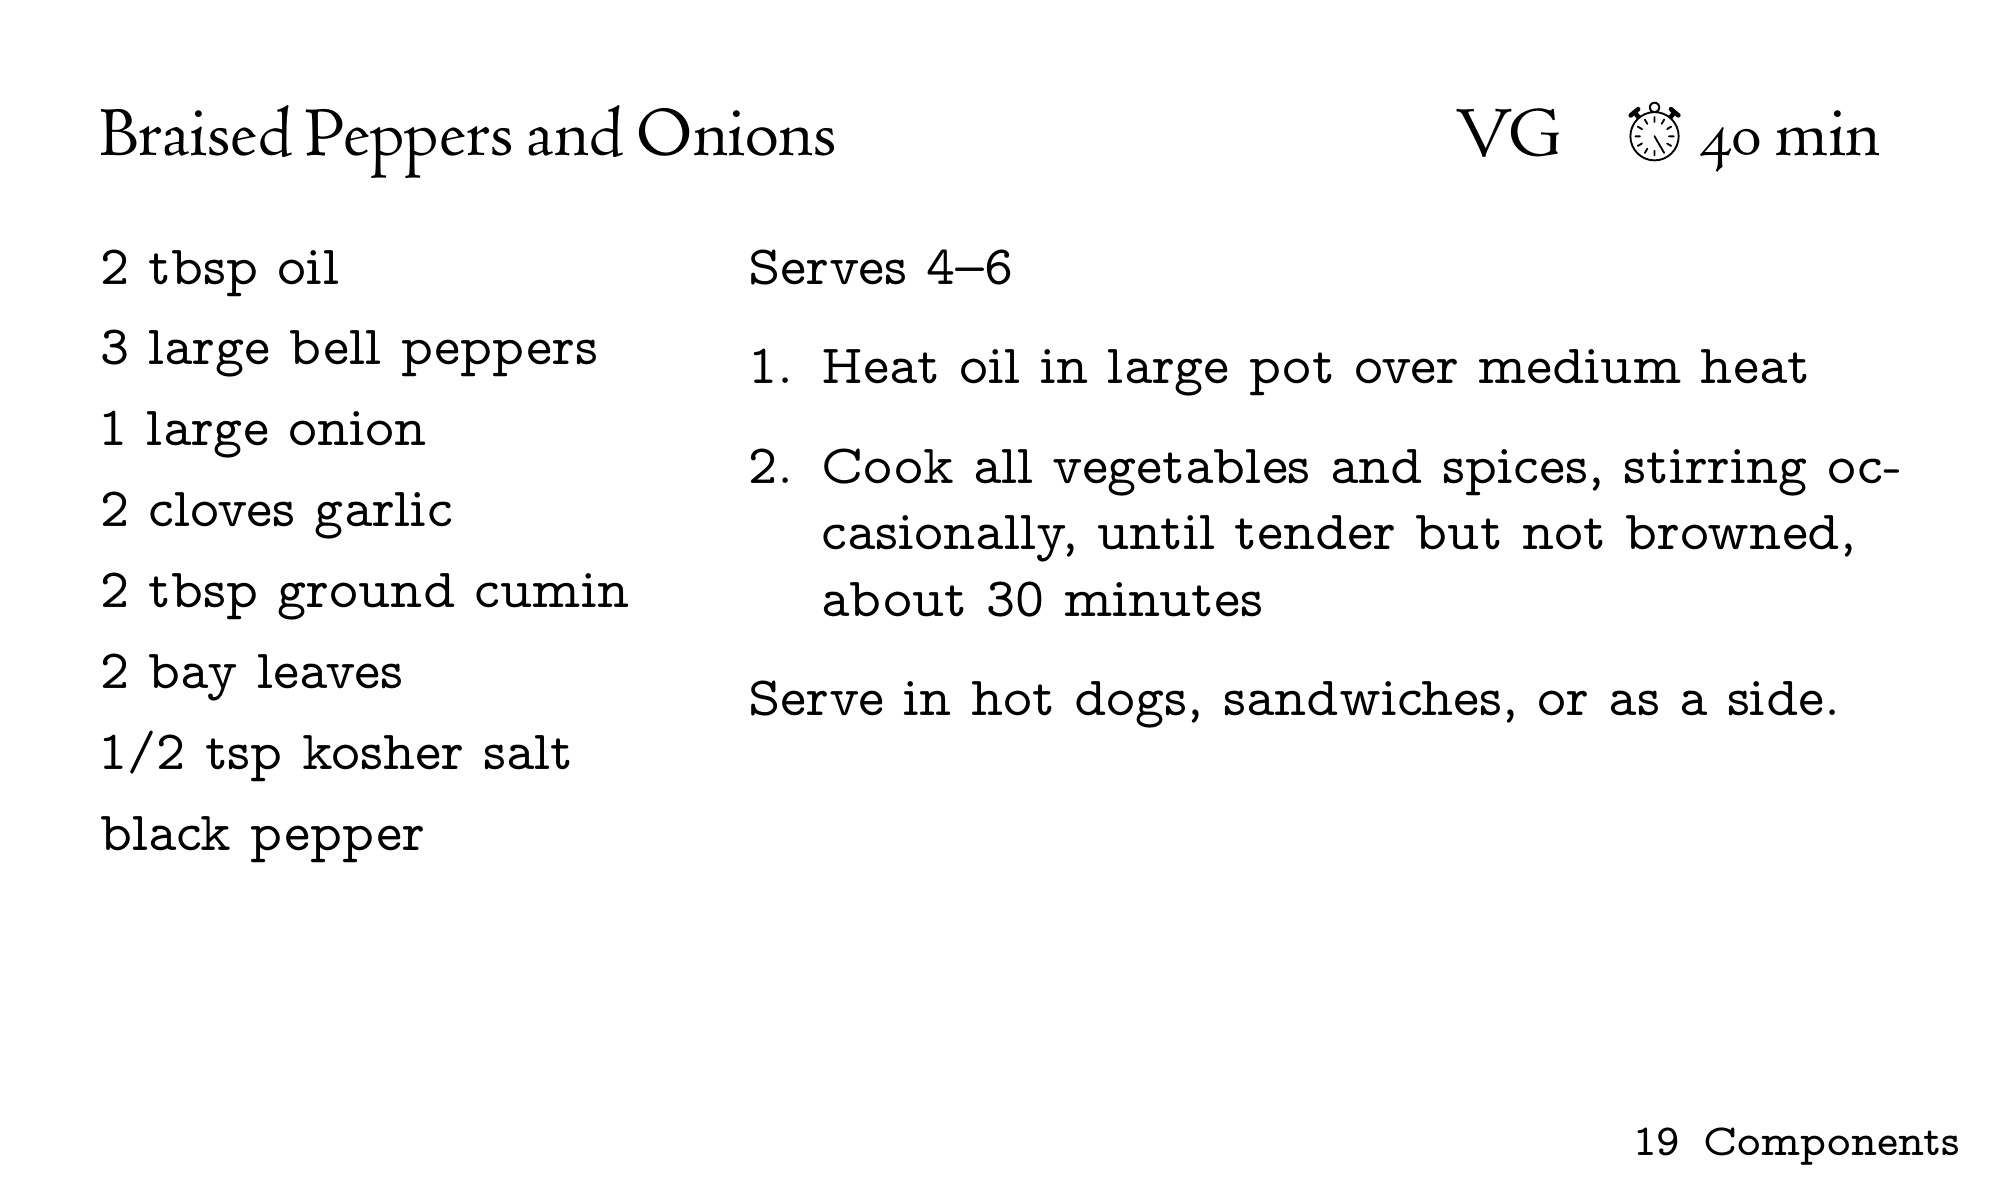 Braised Peppers and Onions
VG 40 min
2 tbsp oil
3 large bell peppers
1 large onion
2 cloves garlic
2 tbsp ground cumin
2 bay leaves
1/2 tsp kosher salt
black pepper
Serves 4–6
1. Heat oil in large pot over medium heat
2. Cook all vegetables and spices, stirring oc-
casionally, until tender but not browned,
about 30 minutes
Serve in hot dogs, sandwiches, or as a side.
19 Components